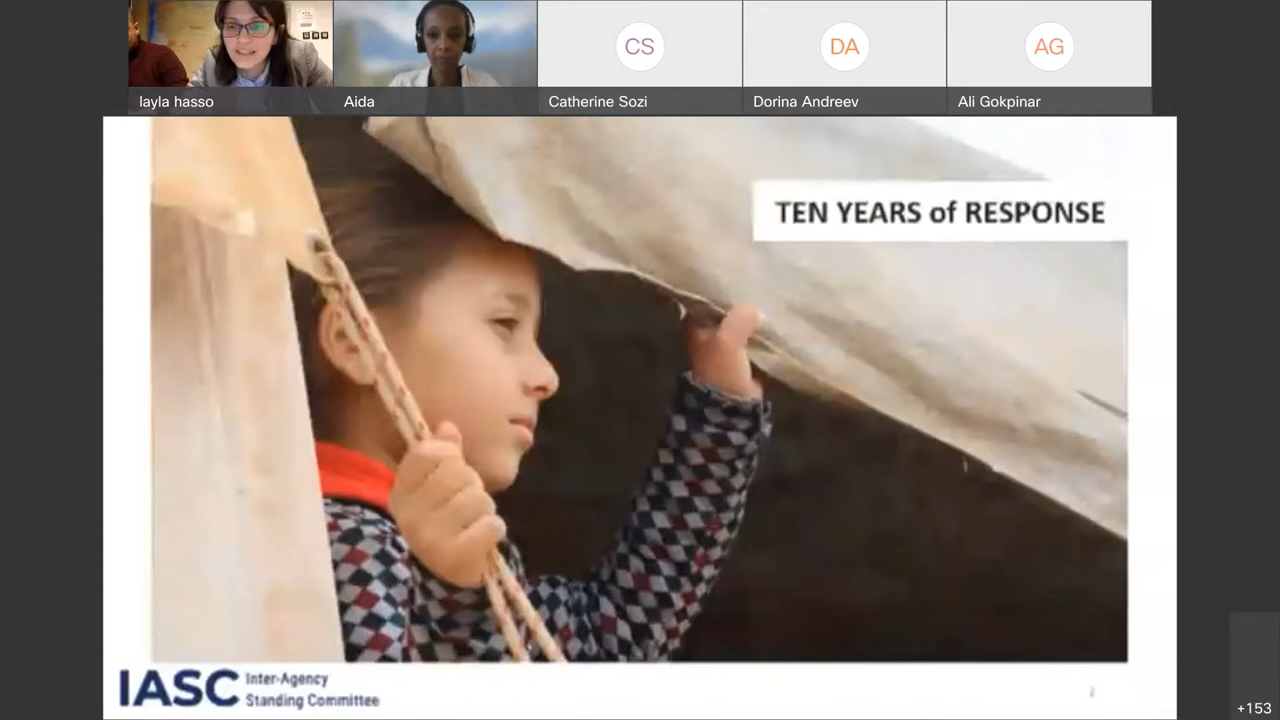 layla hasso
Aida
CS
Catherine Sozi
DA
Dorina Andreev
AG
Ali Gokpinar
TEN YEARS of RESPONSE
IASC
Inter-Agency
Standing Committee
+153